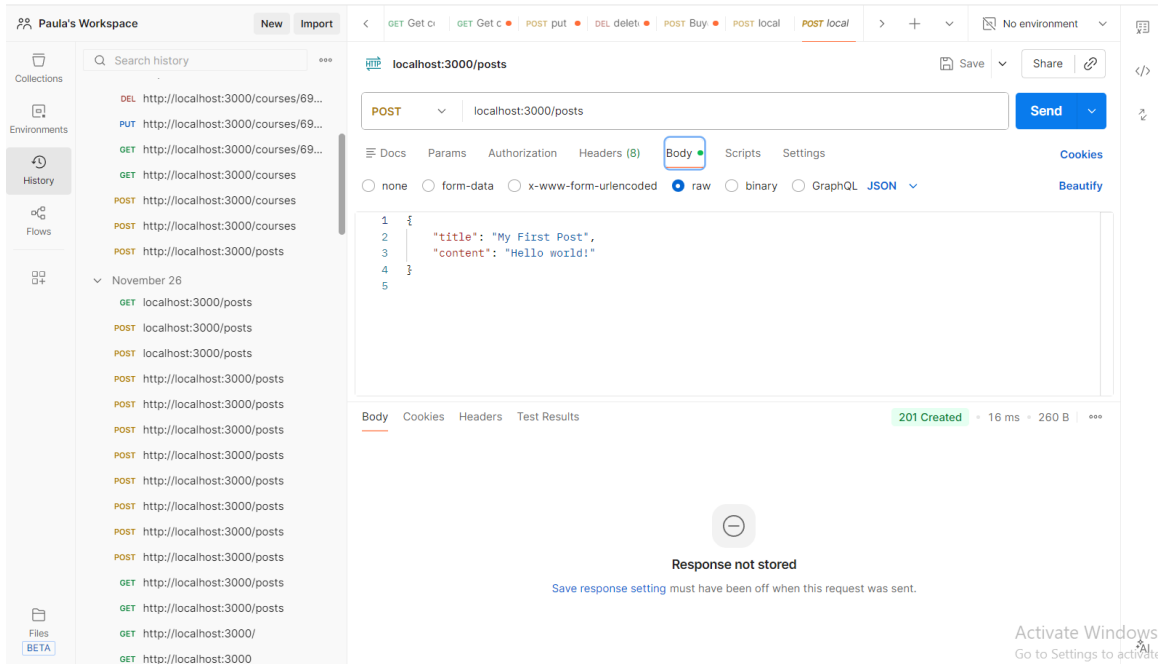 Paula's Workspace
New
Import
GET Get c
GET Get c
POST put
DEL delet
POST Buy
POST local
POST local
No environment
Collections
Environments
History
Flows
Files
BETA
Search history
DEL http://localhost:3000/courses/69...
PUT http://localhost:3000/courses/69...
GET http://localhost:3000/courses/69...
GET http://localhost:3000/courses
POST http://localhost:3000/courses
POST http://localhost:3000/courses
POST http://localhost:3000/posts
November 26
GET localhost:3000/posts
POST localhost:3000/posts
POST localhost:3000/posts
POST http://localhost:3000/posts
POST http://localhost:3000/posts
POST http://localhost:3000/posts
POST http://localhost:3000/posts
POST http://localhost:3000/posts
POST http://localhost:3000/posts
POST http://localhost:3000/posts
POST http://localhost:3000/posts
GET http://localhost:3000/posts
GET http://localhost:3000/posts
GET http://localhost:3000/
GET http://localhost:3000
HTTP localhost:3000/posts
Save
Share
POST
localhost:3000/posts
Send
Docs Params Authorization Headers (8) Body Scripts Settings
Cookies
none form-data x-www-form-urlencoded raw binary GraphQL JSON
Beautify
1 {
2 "title": "My First Post",
3 "content": "Hello world!"
4 }
5
Body Cookies Headers Test Results
201 Created • 16 ms • 260 B
Response not stored
Save response setting must have been off when this request was sent.
Activate Windows
Go to Settings to activate
AI